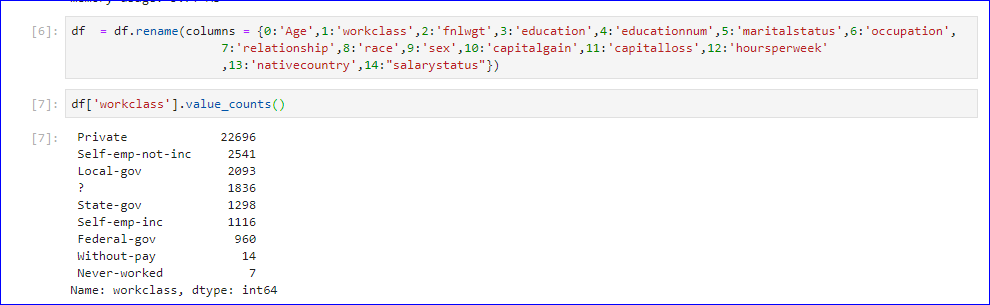 [6]: df  = df.rename(columns = {0:'Age',1:'workclass',2:'fnlwgt',3:'education',4:'educationnum',5:'maritalstatus',6:'occupation',
7:'relationship',8:'race',9:'sex',10:'capitalgain',11:'capitalloss',12:'hoursperweek'
,13:'nativecountry',14:"salarystatus"})
[7]: df['workclass'].value_counts()
[7]: Private 22696
Self-emp-not-inc 2541
Local-gov 2093
? 1836
State-gov 1298
Self-emp-inc 1116
Federal-gov 960
Without-pay 14
Never-worked 7
Name: workclass, dtype: int64